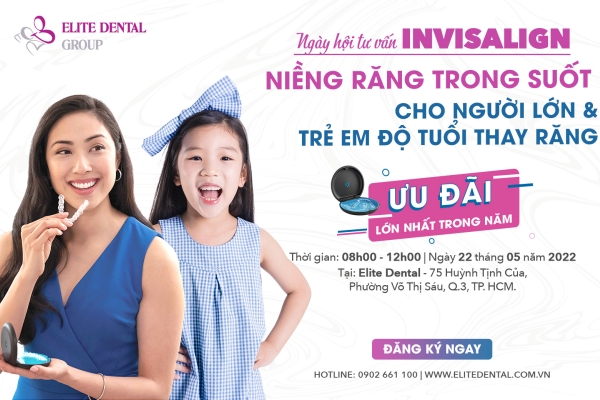 ELITE DENTAL
GROUP
Ngày hội tư vấn INVISALIGN
NIỀNG RĂNG TRONG SUỐT
CHO NGƯỜI LỚN &
TRẺ EM ĐỘ TUỔI THAY RĂNG
ƯU ĐÃI
LỚN NHẤT TRONG NĂM
Thời gian: 08h00 - 12h00 | Ngày 22 tháng 05 năm 2022
Tại: Elite Dental - 75 Huỳnh Tịnh Của,
Phường Võ Thị Sáu, Q.3, TP. HCM.
ĐĂNG KÝ NGAY
HOTLINE: 0902 661 100 | WWW.ELITEDENTAL.COM.VN